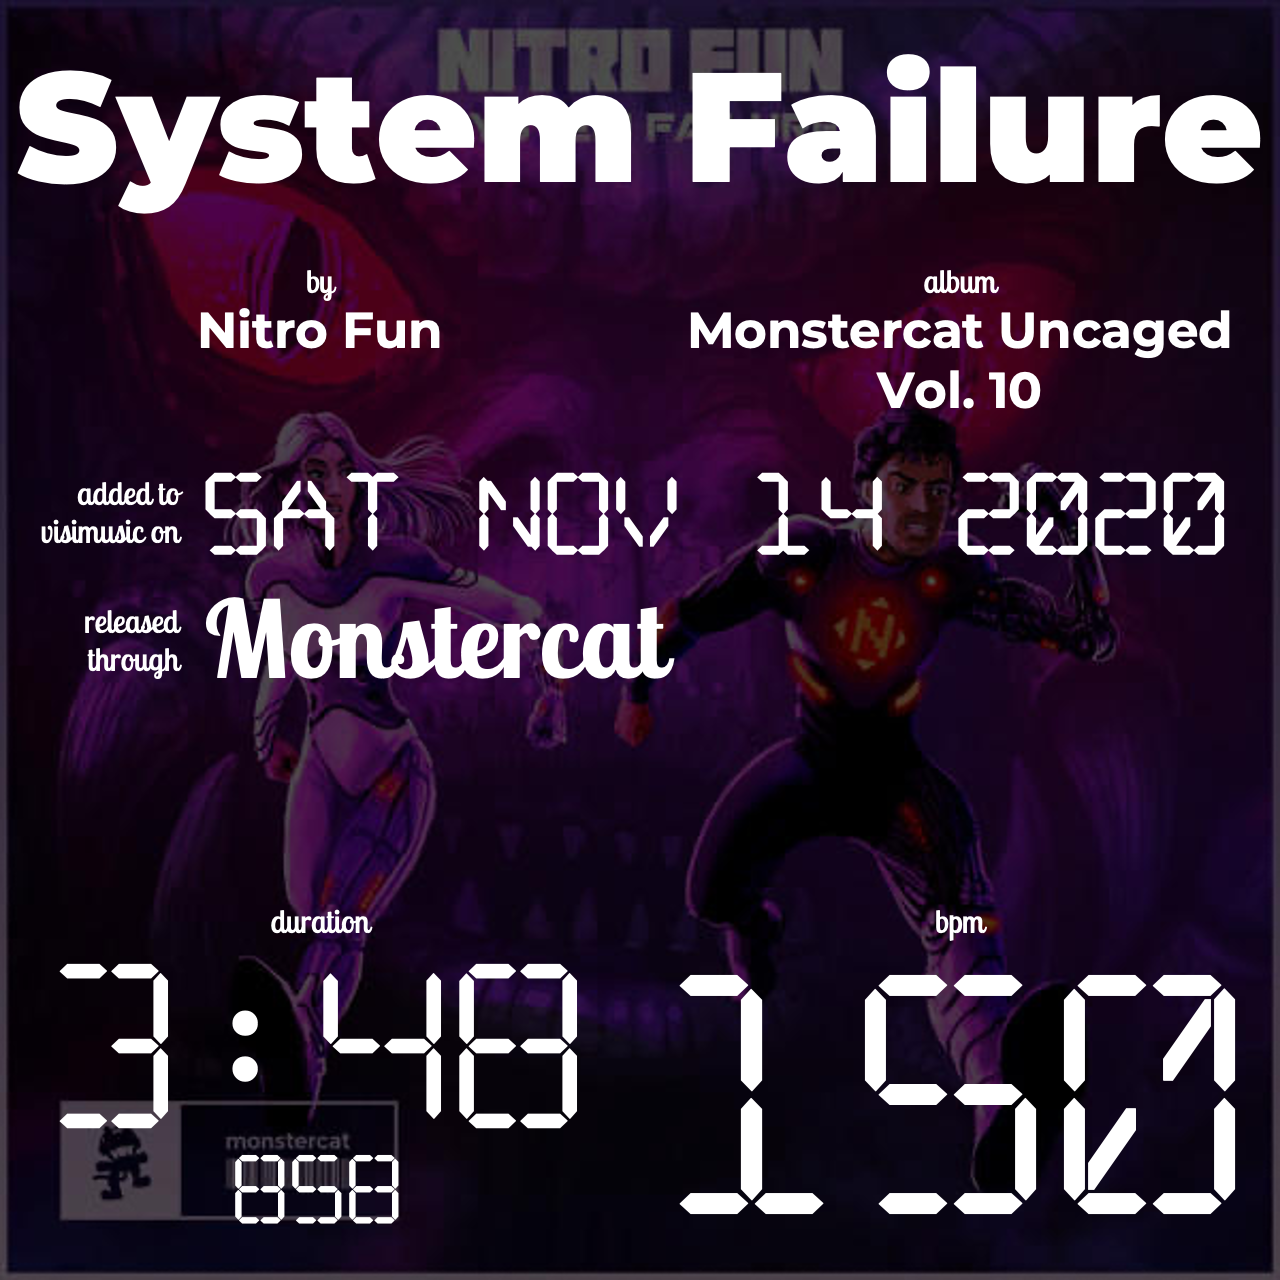 NITRO FUN
System Failure
by
Nitro Fun
album
Monstercat Uncaged
Vol. 10
added to
visimusic on
SAT NOV 14 2020
released
through
Monstercat
duration
3:48
858
bpm
150
monstercat